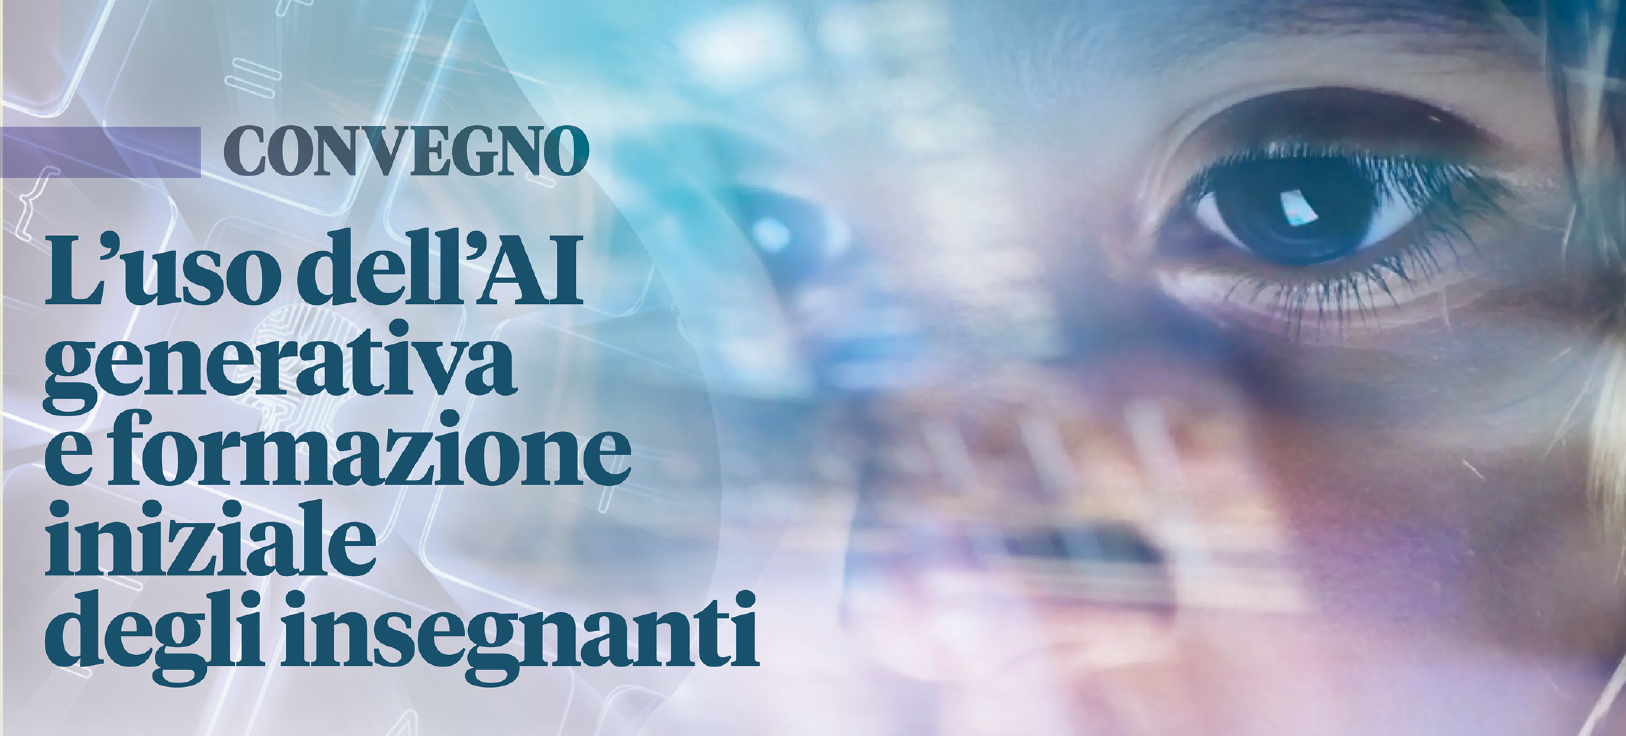 CONVEGNO
L’uso dell’AI
generativa
e formazione
iniziale
degli insegnanti